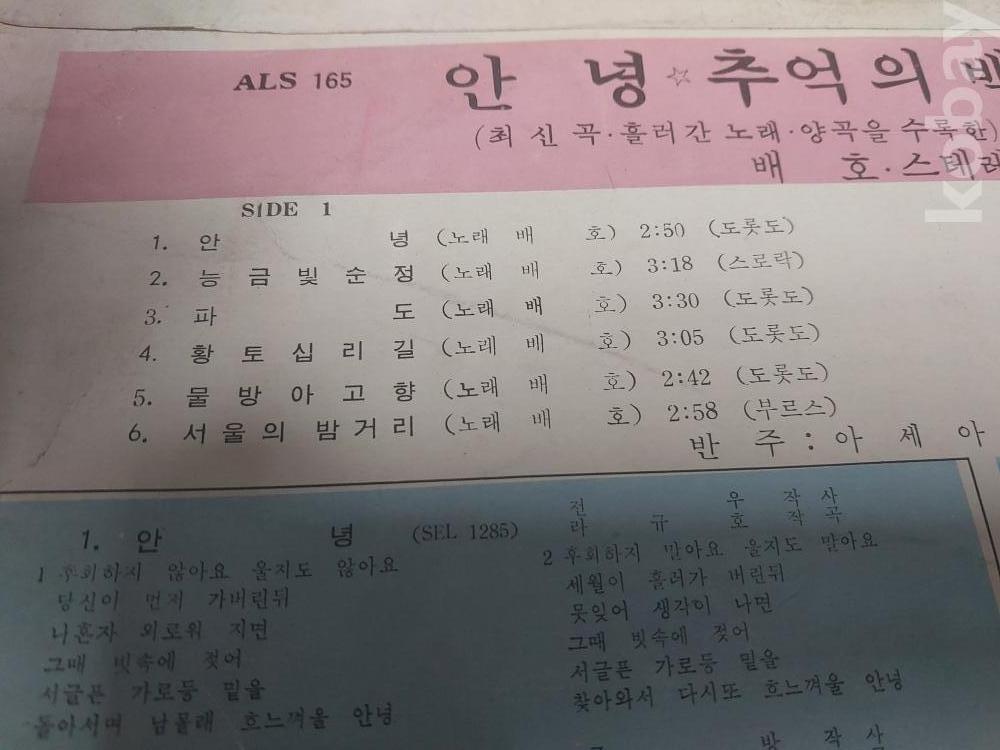 ALS 165 안녕☆추억의
(최신곡·흘러간 노래·양곡을 수록한)
배 호·스테레
kobay
SIDE 1
1. 안 녕 (노래 배 호) 2:50 (도롯도)
2. 능금빛순정 (노래 배 호) 3:18 (스로락)
3. 파 도 (노래 배 호) 3:30 (도롯도)
4. 황토십리길 (노래 배 호) 3:05 (도롯도)
5. 물방아고향 (노래 배 호) 2:42 (도롯도)
6. 서울의 밤거리 (노래 배 호) 2:58 (부르스)
반 주 : 아 세 아
1. 안 녕 (SEL 1285)
전 우 작사
라 규 호 작곡
1 후회하지 않아요 울지도 않아요
당신이 먼저 가버린뒤
나혼자 외로워 지면
그때 빗속에 젖어
서글픈 가로등 밑을
돌아서며 남몰래 흐느껴울 안녕
2 후회하지 말아요 울지도 말아요
세월이 흘러가 버린뒤
못잊어 생각이 나면
그때 빗속에 젖어
서글픈 가로등 밑을
찾아와서 다시또 흐느껴울 안녕
방 작 사